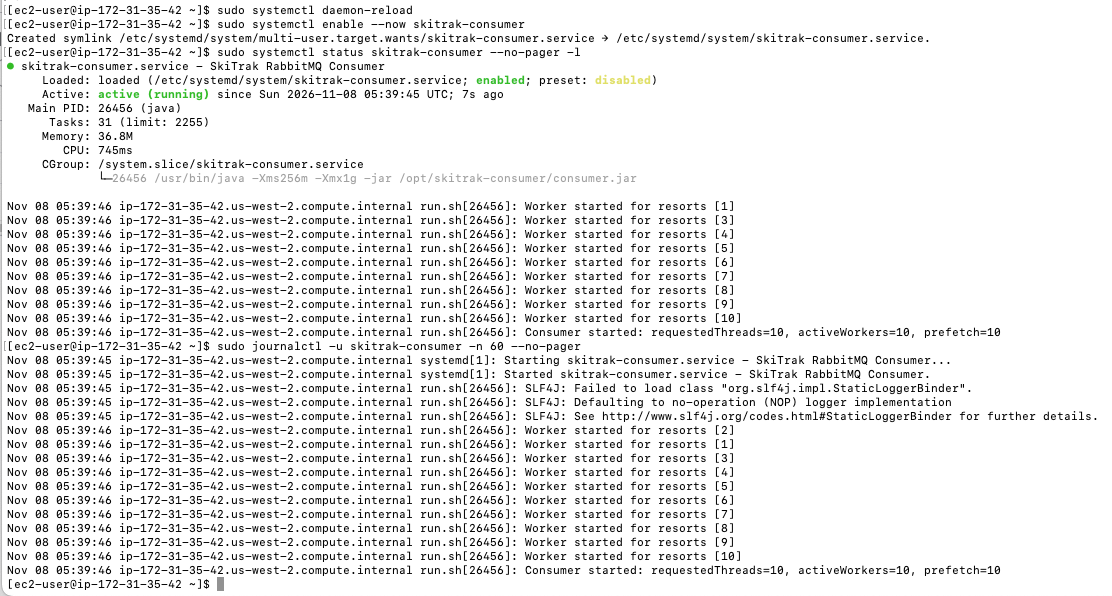 [[ec2-user@ip-172-31-35-42 ~]$ sudo systemctl daemon-reload
[[ec2-user@ip-172-31-35-42 ~]$ sudo systemctl enable --now skitrak-consumer
Created symlink /etc/systemd/system/multi-user.target.wants/skitrak-consumer.service → /etc/systemd/system/skitrak-consumer.service.
[[ec2-user@ip-172-31-35-42 ~]$ sudo systemctl status skitrak-consumer --no-pager -l
● skitrak-consumer.service - SkiTrak RabbitMQ Consumer
     Loaded: loaded (/etc/systemd/system/skitrak-consumer.service; enabled; preset: disabled)
     Active: active (running) since Sun 2026-11-08 05:39:45 UTC; 7s ago
   Main PID: 26456 (java)
      Tasks: 31 (limit: 2255)
     Memory: 36.8M
        CPU: 745ms
     CGroup: /system.slice/skitrak-consumer.service
             └─26456 /usr/bin/java -Xms256m -Xmx1g -jar /opt/skitrak-consumer/consumer.jar

Nov 08 05:39:46 ip-172-31-35-42.us-west-2.compute.internal run.sh[26456]: Worker started for resorts [1]
Nov 08 05:39:46 ip-172-31-35-42.us-west-2.compute.internal run.sh[26456]: Worker started for resorts [3]
Nov 08 05:39:46 ip-172-31-35-42.us-west-2.compute.internal run.sh[26456]: Worker started for resorts [4]
Nov 08 05:39:46 ip-172-31-35-42.us-west-2.compute.internal run.sh[26456]: Worker started for resorts [5]
Nov 08 05:39:46 ip-172-31-35-42.us-west-2.compute.internal run.sh[26456]: Worker started for resorts [6]
Nov 08 05:39:46 ip-172-31-35-42.us-west-2.compute.internal run.sh[26456]: Worker started for resorts [7]
Nov 08 05:39:46 ip-172-31-35-42.us-west-2.compute.internal run.sh[26456]: Worker started for resorts [8]
Nov 08 05:39:46 ip-172-31-35-42.us-west-2.compute.internal run.sh[26456]: Worker started for resorts [9]
Nov 08 05:39:46 ip-172-31-35-42.us-west-2.compute.internal run.sh[26456]: Worker started for resorts [10]
Nov 08 05:39:46 ip-172-31-35-42.us-west-2.compute.internal run.sh[26456]: Consumer started: requestedThreads=10, activeWorkers=10, prefetch=10
[[ec2-user@ip-172-31-35-42 ~]$ sudo journalctl -u skitrak-consumer -n 60 --no-pager
Nov 08 05:39:45 ip-172-31-35-42.us-west-2.compute.internal systemd[1]: Starting skitrak-consumer.service - SkiTrak RabbitMQ Consumer...
Nov 08 05:39:45 ip-172-31-35-42.us-west-2.compute.internal systemd[1]: Started skitrak-consumer.service - SkiTrak RabbitMQ Consumer.
Nov 08 05:39:45 ip-172-31-35-42.us-west-2.compute.internal run.sh[26456]: SLF4J: Failed to load class "org.slf4j.impl.StaticLoggerBinder".
Nov 08 05:39:45 ip-172-31-35-42.us-west-2.compute.internal run.sh[26456]: SLF4J: Defaulting to no-operation (NOP) logger implementation
Nov 08 05:39:45 ip-172-31-35-42.us-west-2.compute.internal run.sh[26456]: SLF4J: See http://www.slf4j.org/codes.html#StaticLoggerBinder for further details.
Nov 08 05:39:46 ip-172-31-35-42.us-west-2.compute.internal run.sh[26456]: Worker started for resorts [2]
Nov 08 05:39:46 ip-172-31-35-42.us-west-2.compute.internal run.sh[26456]: Worker started for resorts [1]
Nov 08 05:39:46 ip-172-31-35-42.us-west-2.compute.internal run.sh[26456]: Worker started for resorts [3]
Nov 08 05:39:46 ip-172-31-35-42.us-west-2.compute.internal run.sh[26456]: Worker started for resorts [4]
Nov 08 05:39:46 ip-172-31-35-42.us-west-2.compute.internal run.sh[26456]: Worker started for resorts [5]
Nov 08 05:39:46 ip-172-31-35-42.us-west-2.compute.internal run.sh[26456]: Worker started for resorts [6]
Nov 08 05:39:46 ip-172-31-35-42.us-west-2.compute.internal run.sh[26456]: Worker started for resorts [7]
Nov 08 05:39:46 ip-172-31-35-42.us-west-2.compute.internal run.sh[26456]: Worker started for resorts [8]
Nov 08 05:39:46 ip-172-31-35-42.us-west-2.compute.internal run.sh[26456]: Worker started for resorts [9]
Nov 08 05:39:46 ip-172-31-35-42.us-west-2.compute.internal run.sh[26456]: Worker started for resorts [10]
Nov 08 05:39:46 ip-172-31-35-42.us-west-2.compute.internal run.sh[26456]: Consumer started: requestedThreads=10, activeWorkers=10, prefetch=10
[ec2-user@ip-172-31-35-42 ~]$